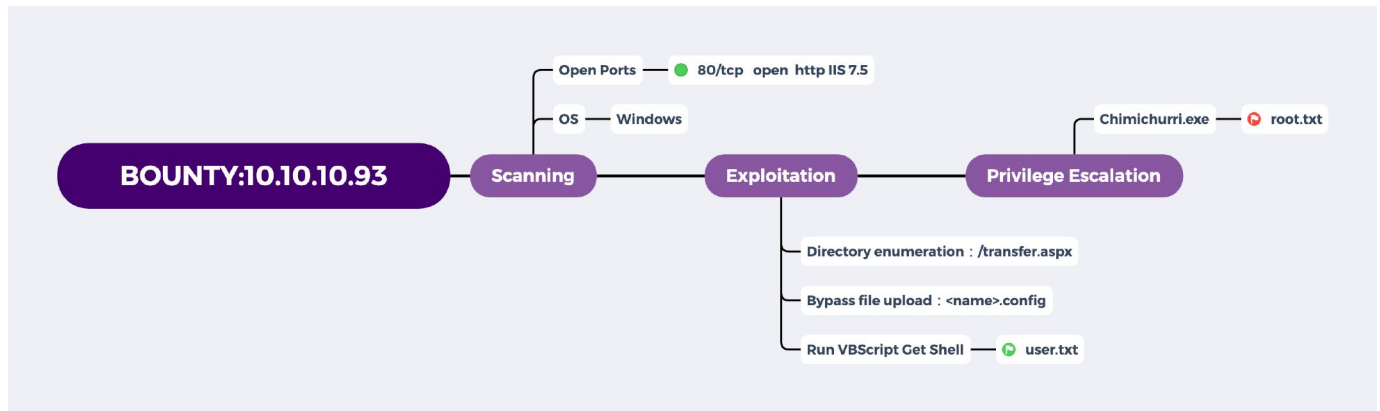 BOUNTY:10.10.10.93
Scanning
Open Ports
80/tcp open http IIS 7.5
OS
Windows
Exploitation
Directory enumeration：/transfer.aspx
Bypass file upload：<name>.config
Run VBScript Get Shell
user.txt
Privilege Escalation
Chimichurri.exe
root.txt